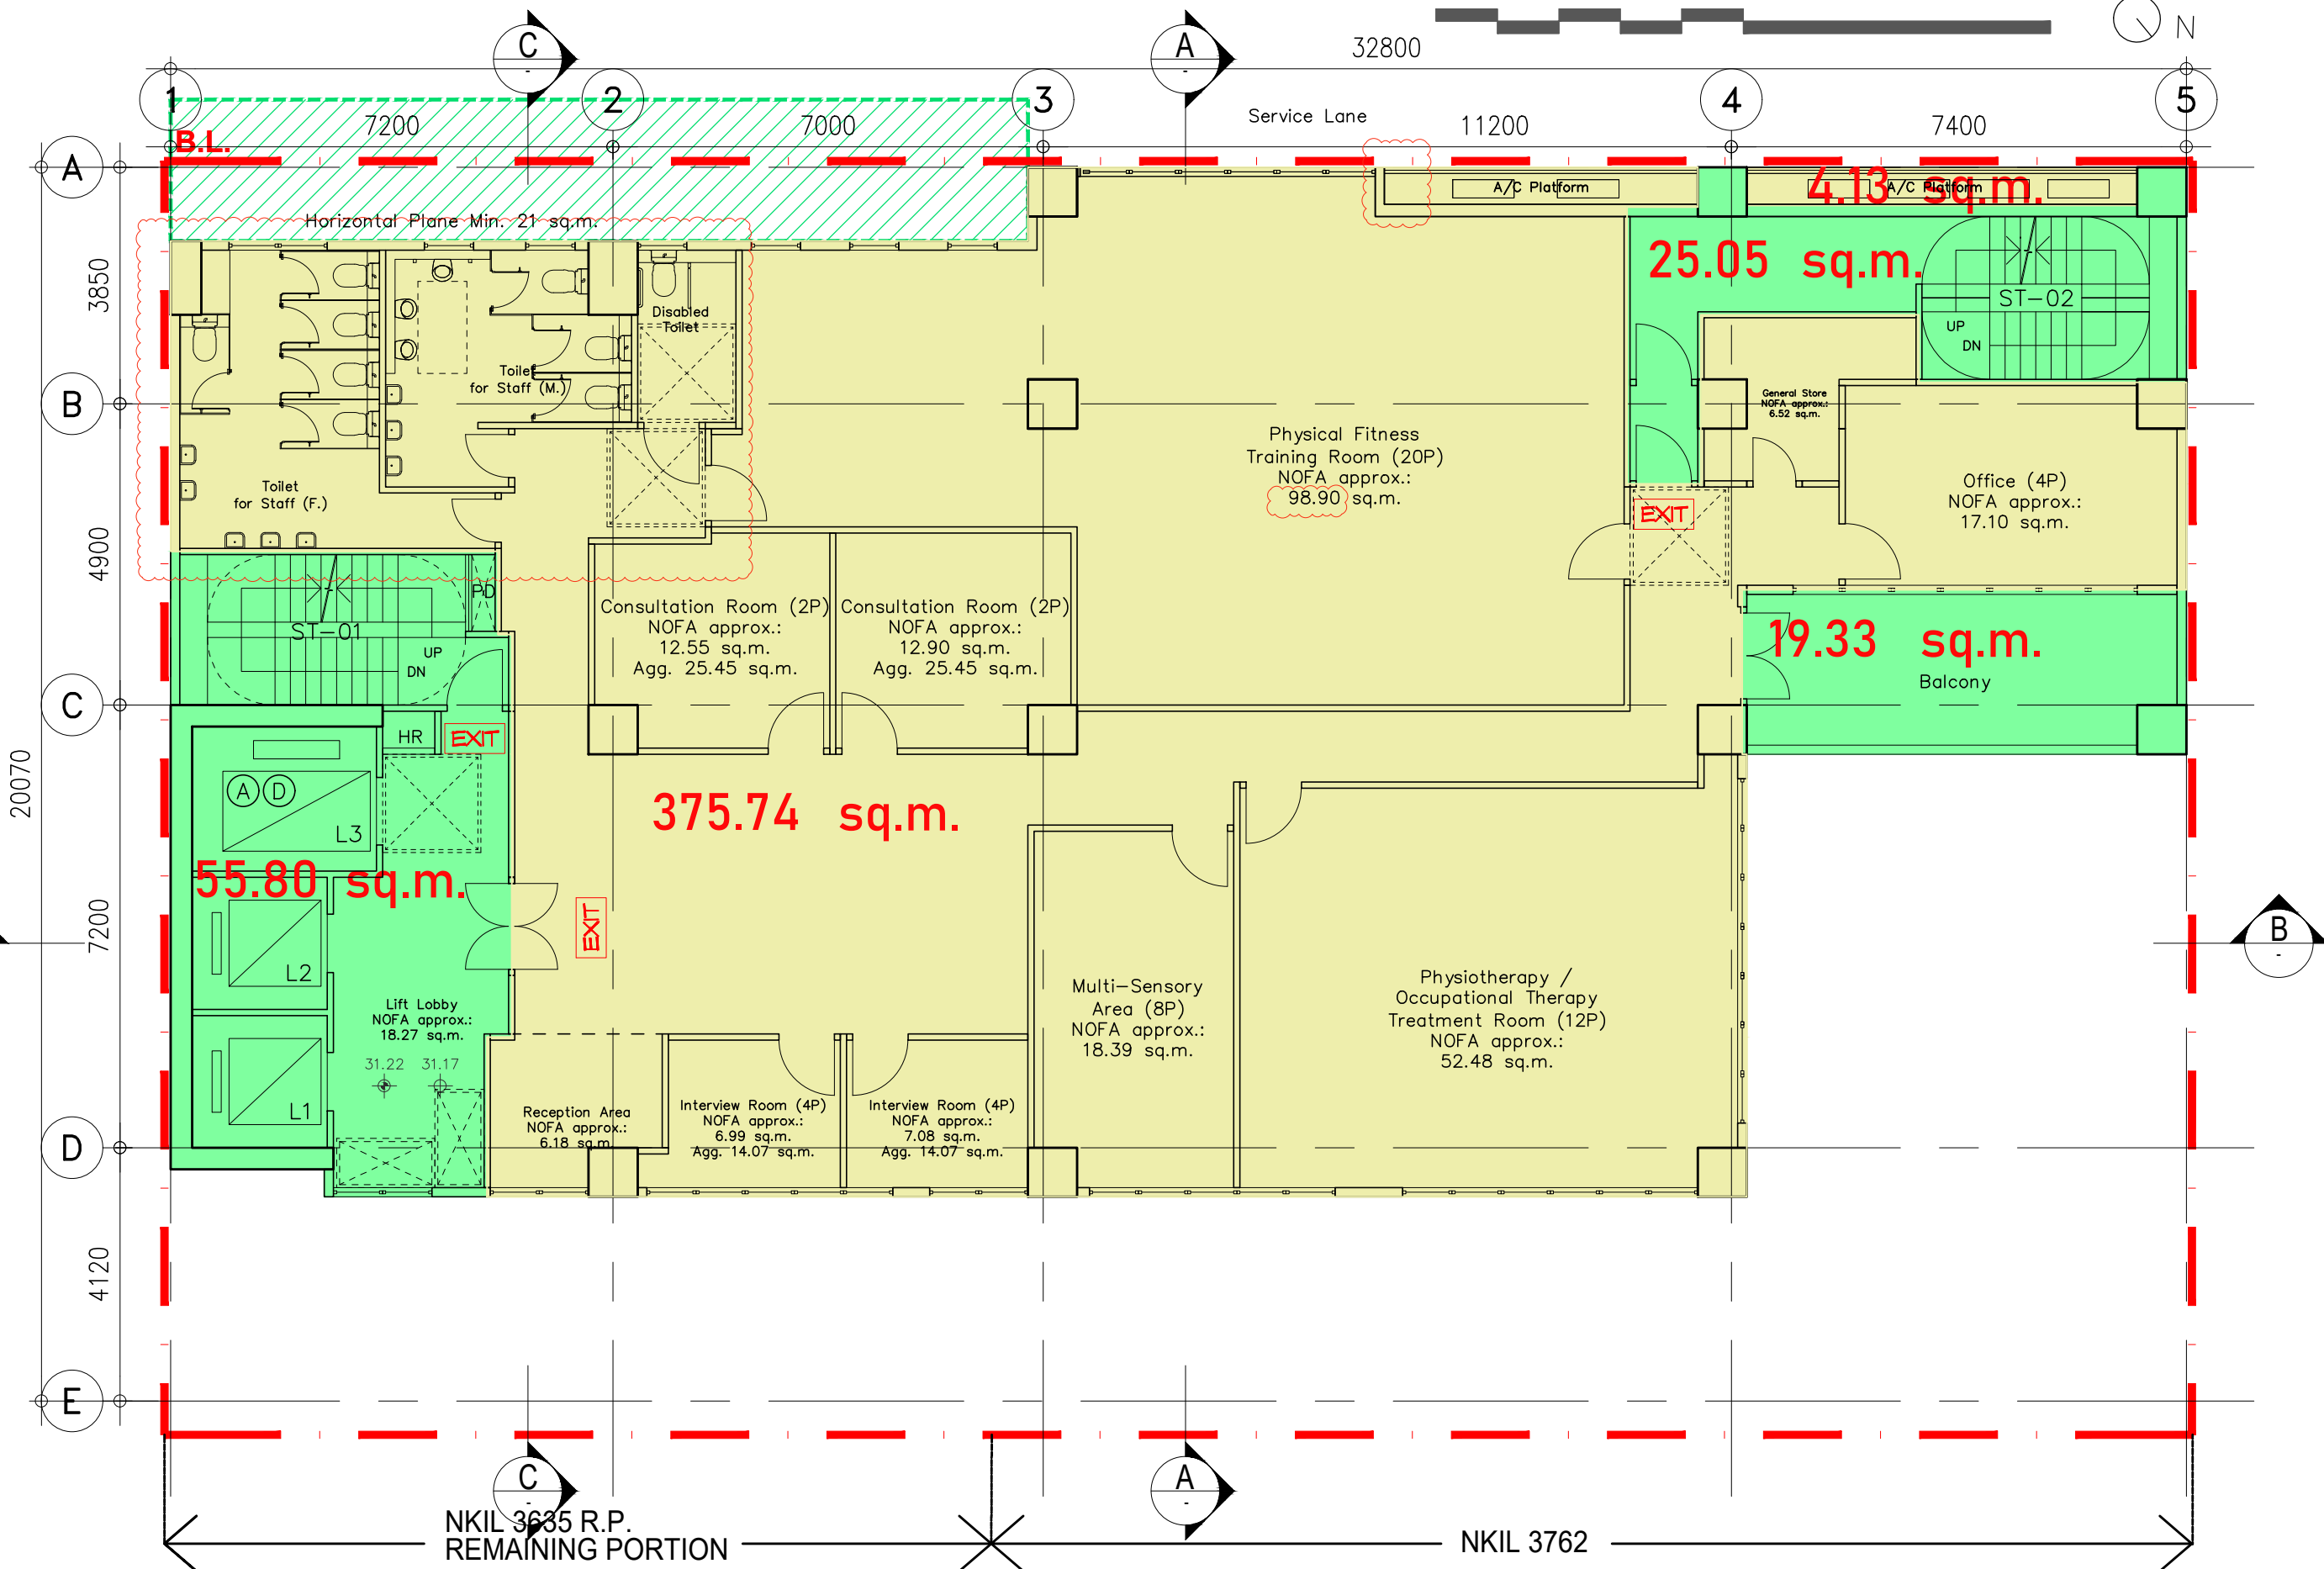 C
-
A
-
32800
N
1
2
3
4
5
7200
7000
Service Lane
11200
7400
B.L.
A
A/C Platform
A/C Platform
4.13 sq.m.
Horizontal Plane Min. 21 sq.m.
25.05 sq.m.
3850
ST-02
UP
DN
Disabled
Toilet
Toilet
for Staff (M.)
B
General Store
NOFA approx.:
6.52 sq.m.
Physical Fitness
Training Room (20P)
NOFA approx.:
98.90 sq.m.
Toilet
for Staff (F.)
Office (4P)
NOFA approx.:
17.10 sq.m.
EXIT
4900
PD
ST-01
UP
DN
Consultation Room (2P)
NOFA approx.:
12.55 sq.m.
Agg. 25.45 sq.m.
Consultation Room (2P)
NOFA approx.:
12.90 sq.m.
Agg. 25.45 sq.m.
19.33 sq.m.
Balcony
C
HR
EXIT
20070
A
D
L3
375.74 sq.m.
55.80 sq.m.
7200
EXIT
B
-
L2
Lift Lobby
NOFA approx.:
18.27 sq.m.
31.22
31.17
L1
Multi-Sensory
Area (8P)
NOFA approx.:
18.39 sq.m.
Physiotherapy /
Occupational Therapy
Treatment Room (12P)
NOFA approx.:
52.48 sq.m.
Reception Area
NOFA approx.:
6.18 sq.m.
Interview Room (4P)
NOFA approx.:
6.99 sq.m.
Agg. 14.07 sq.m.
Interview Room (4P)
NOFA approx.:
7.08 sq.m.
Agg. 14.07 sq.m.
D
4120
E
C
-
A
-
NKIL 3635 R.P.
REMAINING PORTION
NKIL 3762